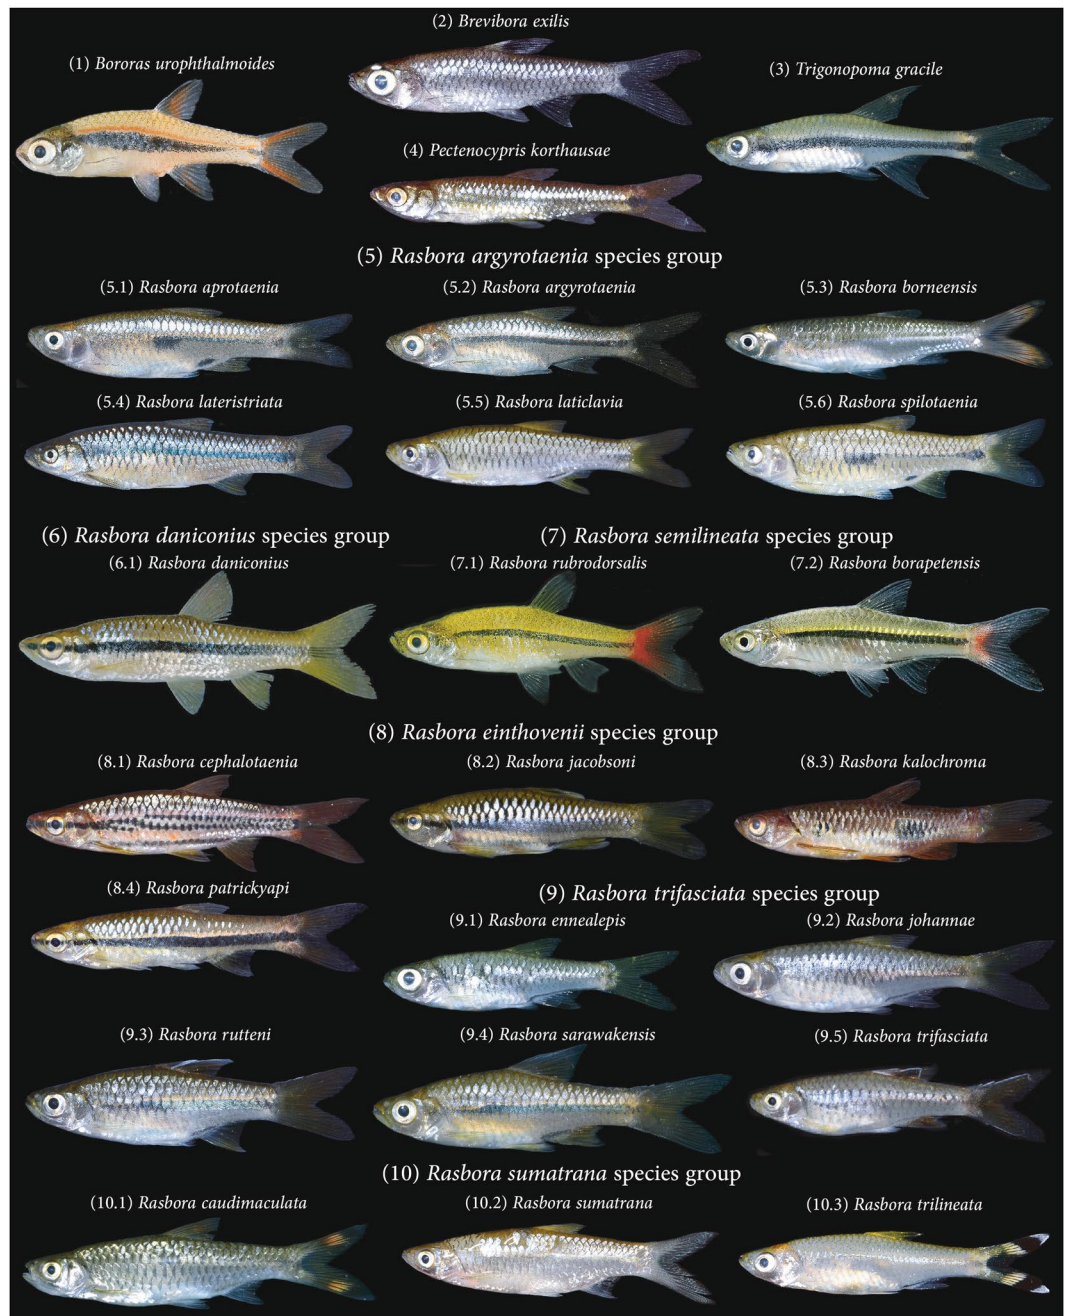 (2) Brevibora exilis
(1) Bororas urophthalmoides
(3) Trigonopoma gracile
(4) Pectenocypris korthausae
(5) Rasbora argyrotaenia species group
(5.1) Rasbora aprotaenia
(5.2) Rasbora argyrotaenia
(5.3) Rasbora borneensis
(5.4) Rasbora lateristriata
(5.5) Rasbora laticlavia
(5.6) Rasbora spilotaenia
(6) Rasbora daniconius species group
(7) Rasbora semilineata species group
(6.1) Rasbora daniconius
(7.1) Rasbora rubrodorsalis
(7.2) Rasbora borapetensis
(8) Rasbora einthovenii species group
(8.1) Rasbora cephalotaenia
(8.2) Rasbora jacobsoni
(8.3) Rasbora kalochroma
(8.4) Rasbora patrickyapi
(9) Rasbora trifasciata species group
(9.1) Rasbora ennealepis
(9.2) Rasbora johannae
(9.3) Rasbora rutteni
(9.4) Rasbora sarawakensis
(9.5) Rasbora trifasciata
(10) Rasbora sumatrana species group
(10.1) Rasbora caudimaculata
(10.2) Rasbora sumatrana
(10.3) Rasbora trilineata